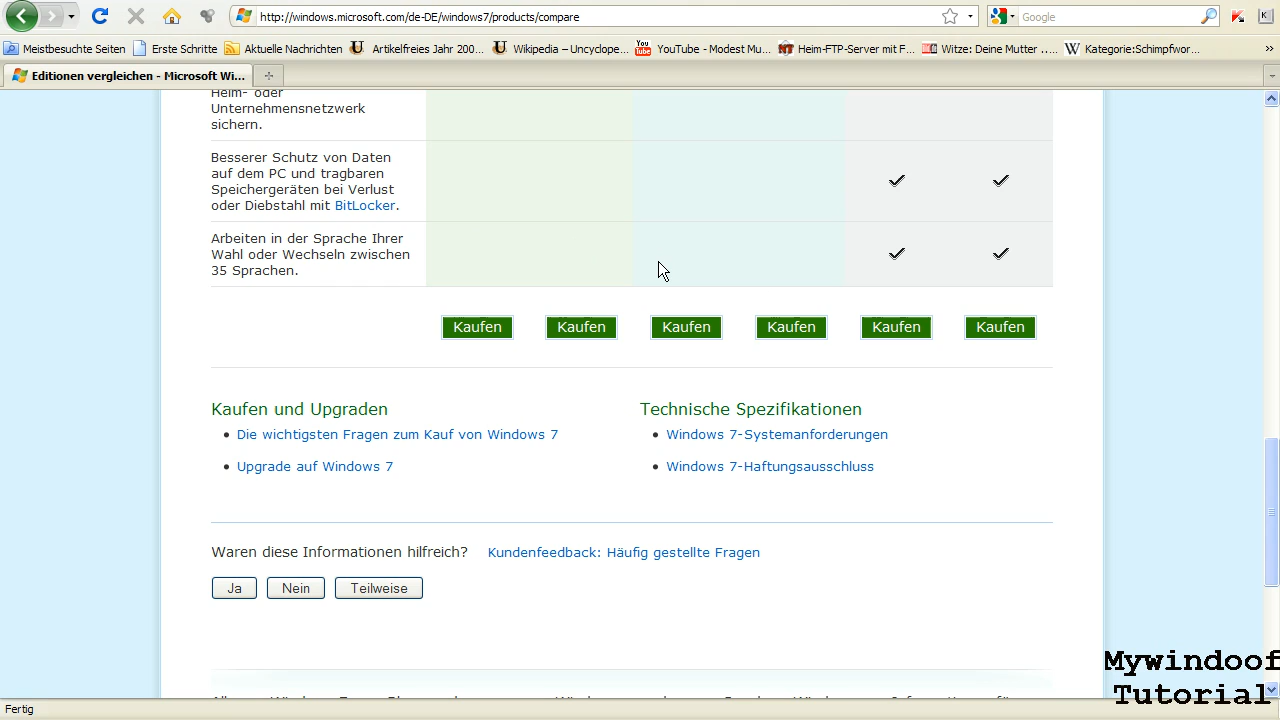 http://windows.microsoft.com/de-DE/windows7/products/compare
Google
Meistbesuchte Seiten
Erste Schritte
Aktuelle Nachrichten
Artikelfreies Jahr 200...
Wikipedia – Uncyclope...
YouTube - Modest Mu...
Heim-FTP-Server mit F...
Witze: Deine Mutter ....
Kategorie:Schimpfwor...
Editionen vergleichen - Microsoft Wi...
Heim- oder
Unternehmensnetzwerk
sichern.
Besserer Schutz von Daten
auf dem PC und tragbaren
Speichergeräten bei Verlust
oder Diebstahl mit BitLocker.
Arbeiten in der Sprache Ihrer
Wahl oder Wechseln zwischen
35 Sprachen.
Kaufen Kaufen Kaufen Kaufen Kaufen Kaufen
Kaufen und Upgraden
Die wichtigsten Fragen zum Kauf von Windows 7
Upgrade auf Windows 7
Technische Spezifikationen
Windows 7-Systemanforderungen
Windows 7-Haftungsausschluss
Waren diese Informationen hilfreich? Kundenfeedback: Häufig gestellte Fragen
Ja Nein Teilweise
Mywindoof
Tutorial
Fertig